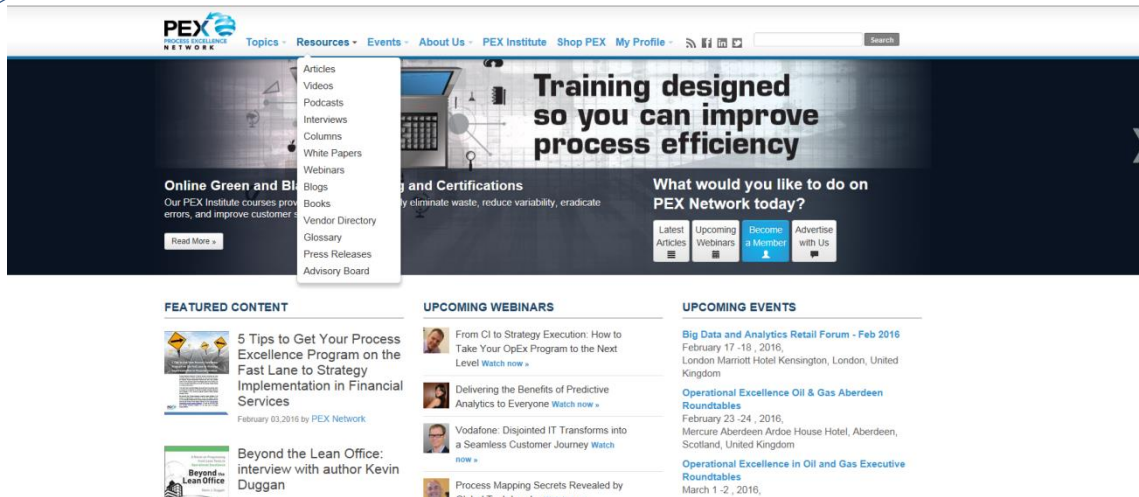 PEX
PROCESS EXCELLENCE
NETWORK
Topics Resources Events About Us PEX Institute Shop PEX My Profile
Search
Articles
Videos
Podcasts
Interviews
Columns
White Papers
Webinars
Blogs
Books
Vendor Directory
Glossary
Press Releases
Advisory Board
Training designed
so you can improve
process efficiency
Online Green and Bla g and Certifications
Our PEX Institute courses prov ly eliminate waste, reduce variability, eradicate
errors, and improve customer s
Read More »
What would you like to do on
PEX Network today?
Latest
Articles
Upcoming
Webinars
Become
a Member
Advertise
with Us
FEATURED CONTENT
5 Tips to Get Your Process
Excellence Program on the
Fast Lane to Strategy
Implementation in Financial
Services
February 03,2016 by PEX Network
Beyond the
Lean Office
Beyond the Lean Office:
interview with author Kevin
Duggan
UPCOMING WEBINARS
From CI to Strategy Execution: How to
Take Your OpEx Program to the Next
Level Watch now »
Delivering the Benefits of Predictive
Analytics to Everyone Watch now »
Vodafone: Disjointed IT Transforms into
a Seamless Customer Journey Watch
now »
Process Mapping Secrets Revealed by
UPCOMING EVENTS
Big Data and Analytics Retail Forum - Feb 2016
February 17 -18 , 2016,
London Marriott Hotel Kensington, London, United
Kingdom
Operational Excellence Oil & Gas Aberdeen
Roundtables
February 23 -24 , 2016,
Mercure Aberdeen Ardoe House Hotel, Aberdeen,
Scotland, United Kingdom
Operational Excellence in Oil and Gas Executive
Roundtables
March 1 -2 , 2016,